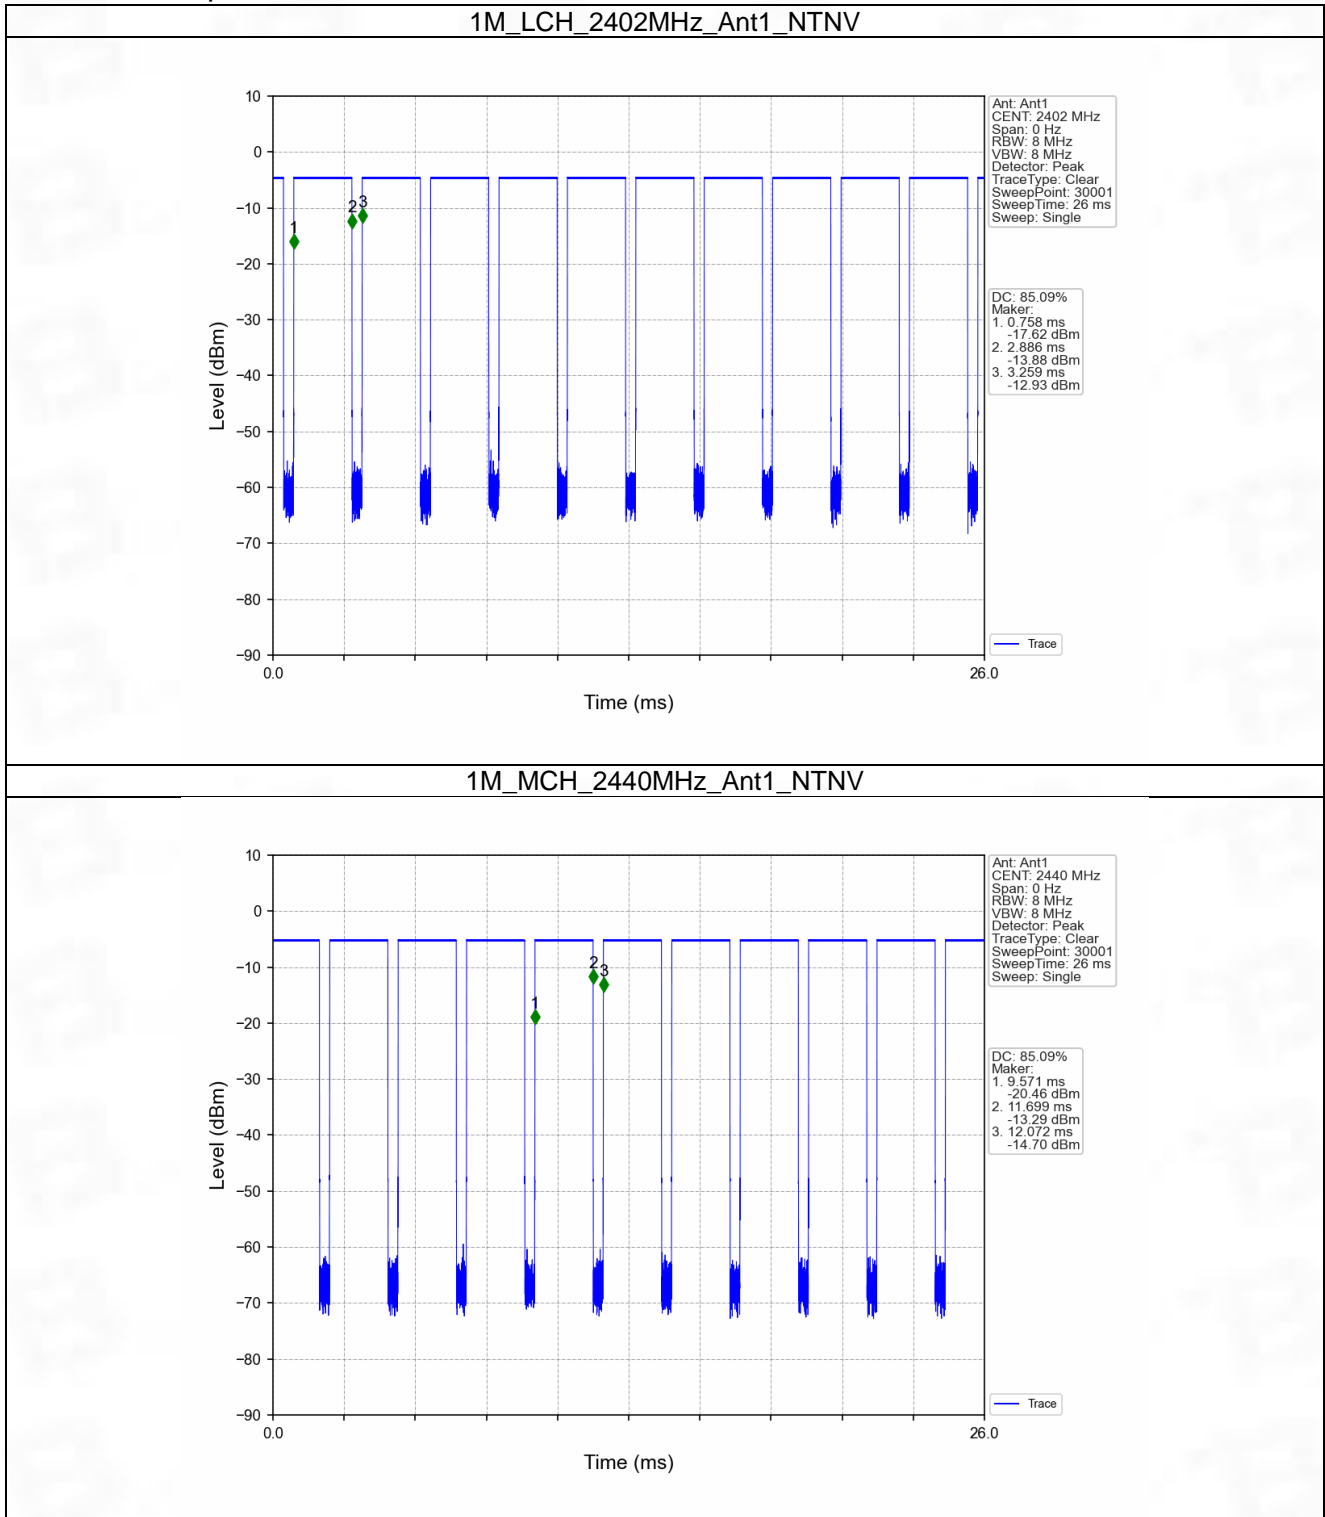 1M_LCH_2402MHz_Ant1_NTNV
10
0
−10
−20
−30
−40
−50
−60
−70
−80
−90
Level (dBm)
1
2
3
0.0
26.0
Time (ms)
Ant: Ant1
CENT: 2402 MHz
Span: 0 Hz
RBW: 8 MHz
VBW: 8 MHz
Detector: Peak
TraceType: Clear
SweepPoint: 30001
SweepTime: 26 ms
Sweep: Single
DC: 85.09%
Maker:
1. 0.758 ms
-17.62 dBm
2. 2.886 ms
-13.88 dBm
3. 3.259 ms
-12.93 dBm
Trace
1M_MCH_2440MHz_Ant1_NTNV
10
0
−10
−20
−30
−40
−50
−60
−70
−80
−90
Level (dBm)
1
2
3
0.0
26.0
Time (ms)
Ant: Ant1
CENT: 2440 MHz
Span: 0 Hz
RBW: 8 MHz
VBW: 8 MHz
Detector: Peak
TraceType: Clear
SweepPoint: 30001
SweepTime: 26 ms
Sweep: Single
DC: 85.09%
Maker:
1. 9.571 ms
-20.46 dBm
2. 11.699 ms
-13.29 dBm
3. 12.072 ms
-14.70 dBm
Trace